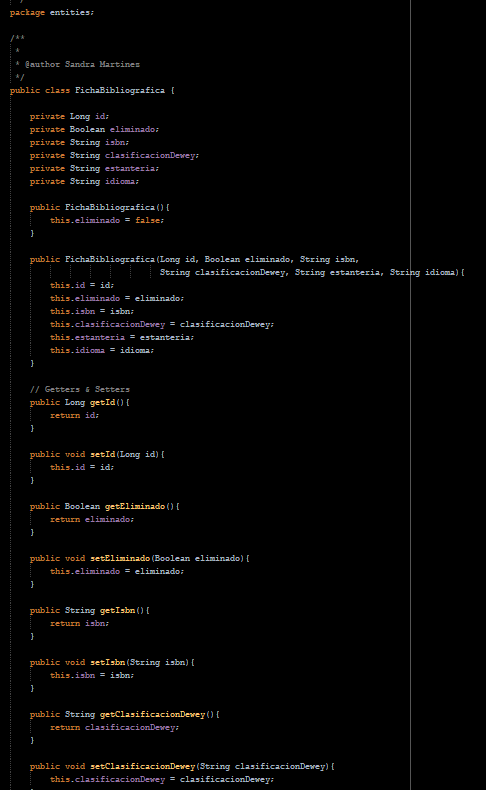 package entities;
/**
 *
 * @author Sandra Martines
 */
public class FichaBibliografica {
    private Long id;
    private Boolean eliminado;
    private String isbn;
    private String clasificacionDewey;
    private String estanteria;
    private String idioma;
    public FichaBibliografica(){
        this.eliminado = false;
    }
    public FichaBibliografica(Long id, Boolean eliminado, String isbn,
                              String clasificacionDewey, String estanteria, String idioma){
        this.id = id;
        this.eliminado = eliminado;
        this.isbn = isbn;
        this.clasificacionDewey = clasificacionDewey;
        this.estanteria = estanteria;
        this.idioma = idioma;
    }
    // Getters & Setters
    public Long getId(){
        return id;
    }
    public void setId(Long id){
        this.id = id;
    }
    public Boolean getEliminado(){
        return eliminado;
    }
    public void setEliminado(Boolean eliminado){
        this.eliminado = eliminado;
    }
    public String getIsbn(){
        return isbn;
    }
    public void setIsbn(String isbn){
        this.isbn = isbn;
    }
    public String getClasificacionDewey(){
        return clasificacionDewey;
    }
    public void setClasificacionDewey(String clasificacionDewey){
        this.clasificacionDewey = clasificacionDewey;